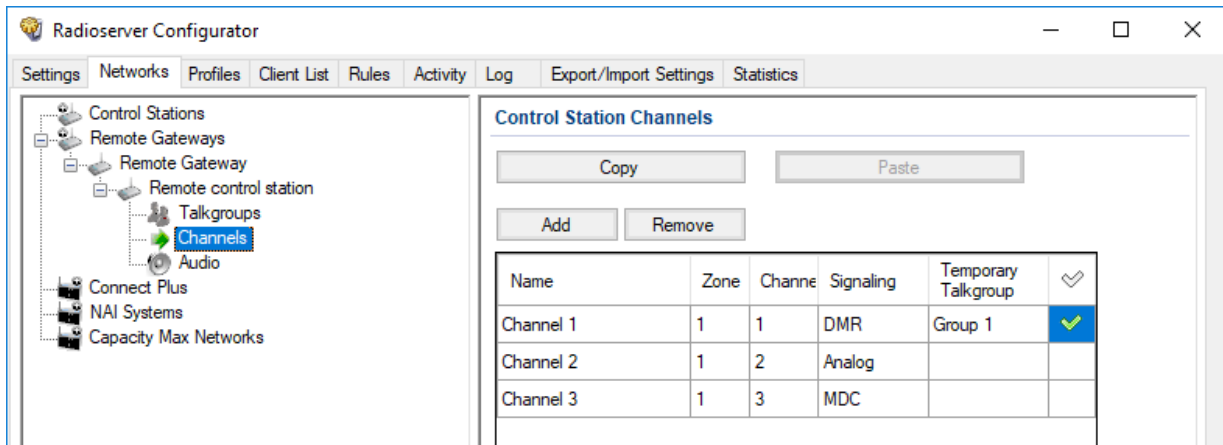 Radioserver Configurator
Settings Networks Profiles Client List Rules Activity Log Export/Import Settings Statistics
Control Stations
Remote Gateways
Remote Gateway
Remote control station
Talkgroups
Channels
Audio
Connect Plus
NAI Systems
Capacity Max Networks
Control Station Channels
Copy Paste
Add Remove
Name Zone Channe Signaling Temporary Talkgroup
Channel 1 1 1 DMR Group 1
Channel 2 1 2 Analog
Channel 3 1 3 MDC